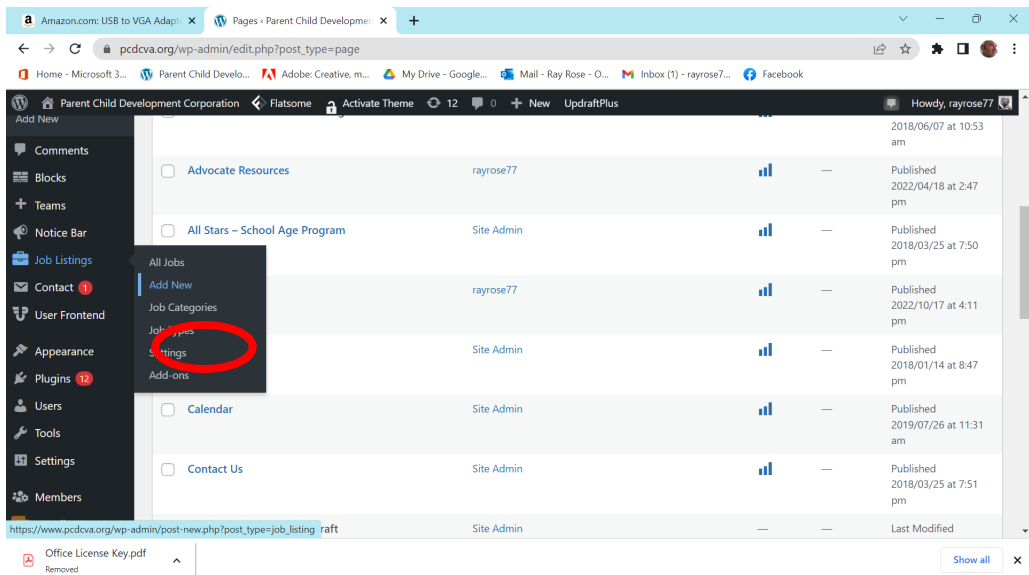 Amazon.com: USB to VGA Adapt
Pages ‹ Parent Child Developmen
pcdcva.org/wp-admin/edit.php?post_type=page
Home - Microsoft 3...
Parent Child Develo...
Adobe: Creative, m...
My Drive - Google...
Mail - Ray Rose - O...
Inbox (1) - rayrose7...
Facebook
Parent Child Development Corporation
Flatsome
Activate Theme
12
0
New
UpdraftPlus
Howdy, rayrose77
Add New
Comments
Blocks
Teams
Notice Bar
Job Listings
Contact 1
User Frontend
Appearance
Plugins 12
Users
Tools
Settings
Members
All Jobs
Add New
Job Categories
Job Types
Settings
Add-ons
2018/06/07 at 10:53
am
Advocate Resources
rayrose77
—
Published
2022/04/18 at 2:47
pm
All Stars – School Age Program
Site Admin
—
Published
2018/03/25 at 7:50
pm
rayrose77
—
Published
2022/10/17 at 4:11
pm
Site Admin
—
Published
2018/01/14 at 8:47
pm
Calendar
Site Admin
—
Published
2019/07/26 at 11:31
am
Contact Us
Site Admin
—
Published
2018/03/25 at 7:51
pm
raft
Site Admin
—
—
Last Modified
https://www.pcdcva.org/wp-admin/post-new.php?post_type=job_listing
Office License Key.pdf
Removed
Show all